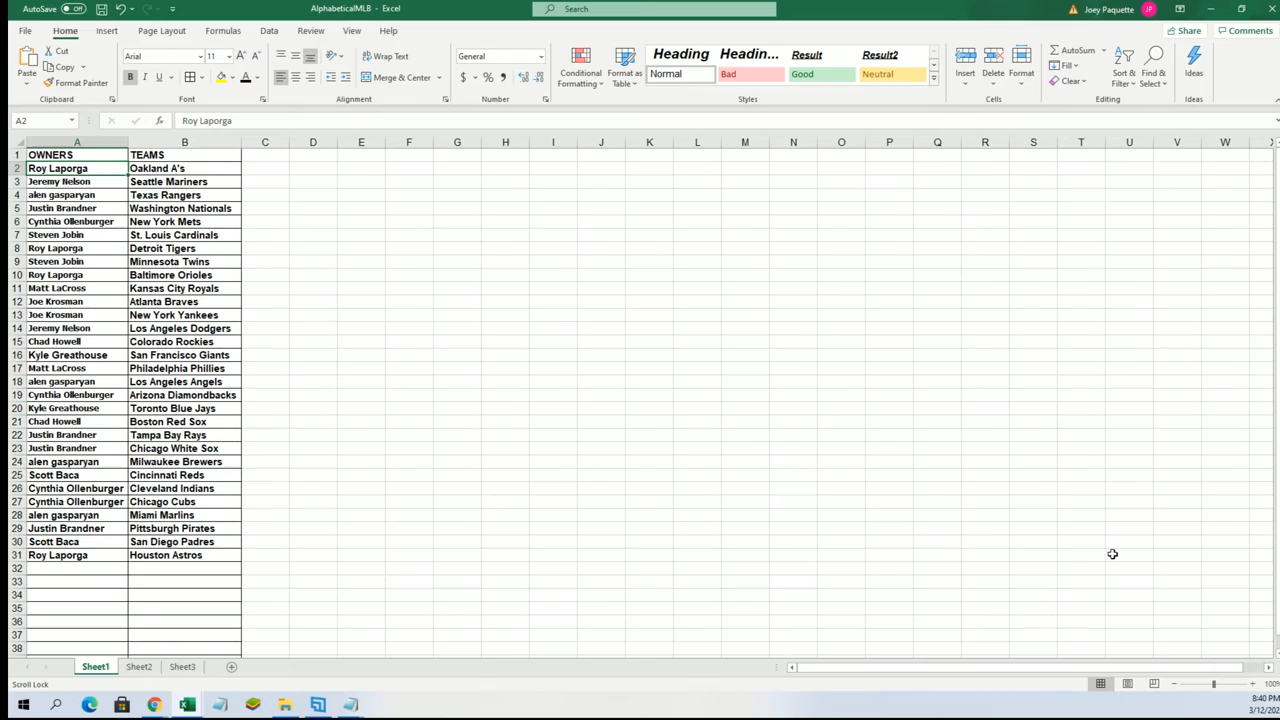 AutoSave Off AlphabeticalMLB - Excel Search Joey Paquette JP
File Home Insert Page Layout Formulas Data Review View Help Share Comments
Paste Cut Copy Format Painter Clipboard
Arial 11 B I U A Font
Wrap Text Merge & Center Alignment
General $ % Number
Conditional Formatting Format as Table
Heading Headin... Result Result2
Normal Bad Good Neutral
Styles
Insert Delete Format Cells
AutoSum Fill Clear Sort & Filter Find & Select Editing
Ideas Ideas
A2 fx Roy Laporga
A B C D E F G H I J K L M N O P Q R S T U V W
1 OWNERS TEAMS
2 Roy Laporga Oakland A's
3 Jeremy Nelson Seattle Mariners
4 alen gasparyan Texas Rangers
5 Justin Brandner Washington Nationals
6 Cynthia Ollenburger New York Mets
7 Steven Jobin St. Louis Cardinals
8 Roy Laporga Detroit Tigers
9 Steven Jobin Minnesota Twins
10 Roy Laporga Baltimore Orioles
11 Matt LaCross Kansas City Royals
12 Joe Krosman Atlanta Braves
13 Joe Krosman New York Yankees
14 Jeremy Nelson Los Angeles Dodgers
15 Chad Howell Colorado Rockies
16 Kyle Greathouse San Francisco Giants
17 Matt LaCross Philadelphia Phillies
18 alen gasparyan Los Angeles Angels
19 Cynthia Ollenburger Arizona Diamondbacks
20 Kyle Greathouse Toronto Blue Jays
21 Chad Howell Boston Red Sox
22 Justin Brandner Tampa Bay Rays
23 Justin Brandner Chicago White Sox
24 alen gasparyan Milwaukee Brewers
25 Scott Baca Cincinnati Reds
26 Cynthia Ollenburger Cleveland Indians
27 Cynthia Ollenburger Chicago Cubs
28 alen gasparyan Miami Marlins
29 Justin Brandner Pittsburgh Pirates
30 Scott Baca San Diego Padres
31 Roy Laporga Houston Astros
32
33
34
35
36
37
38
Sheet1 Sheet2 Sheet3
Scroll Lock 100%
8:40 PM
3/12/202